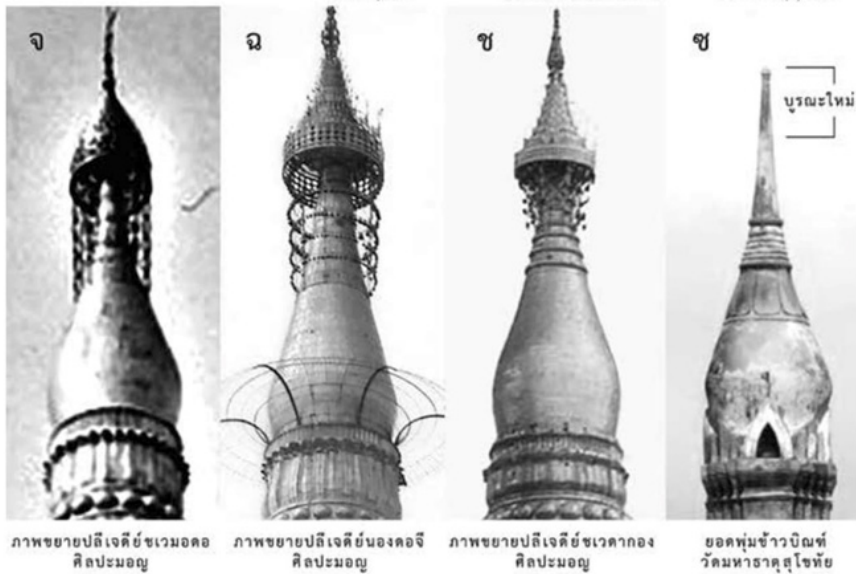 จ
ฉ
ช
ซ
บูรณะใหม่
ภาพขยายปลีเจดีย์ชเวมอดอ
ศิลปะมอญ
ภาพขยายปลีเจดีย์นองดอจี
ศิลปะมอญ
ภาพขยายปลีเจดีย์ชเวดากอง
ศิลปะมอญ
ยอดพุ่มข้าวบิณฑ์
วัดมหาธาตุสุโขทัย